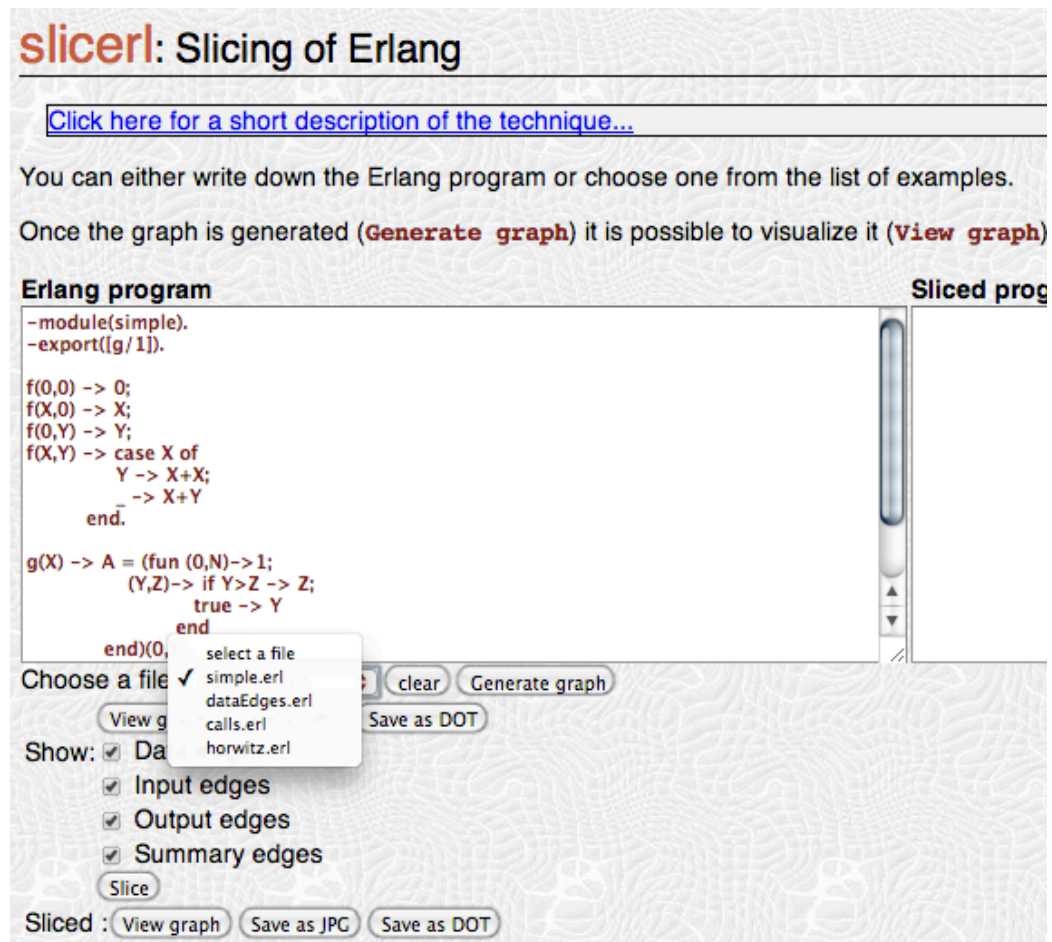 slicerl: Slicing of Erlang
Click here for a short description of the technique...
You can either write down the Erlang program or choose one from the list of examples.
Once the graph is generated (Generate graph) it is possible to visualize it (View graph)
Erlang program
Sliced prog
-module(simple).
-export([g/1]).
f(0,0) -> 0;
f(X,0) -> X;
f(0,Y) -> Y;
f(X,Y) -> case X of
Y -> X+X;
_ -> X+Y
end.
g(X) -> A = (fun (0,N)->1;
(Y,Z)-> if Y>Z -> Z;
true -> Y
end
end)(0,
select a file
✓ simple.erl
dataEdges.erl
calls.erl
horwitz.erl
Choose a file
clear
Generate graph
View g
Save as DOT
Show: Da
Input edges
Output edges
Summary edges
Slice
Sliced : View graph Save as JPG Save as DOT